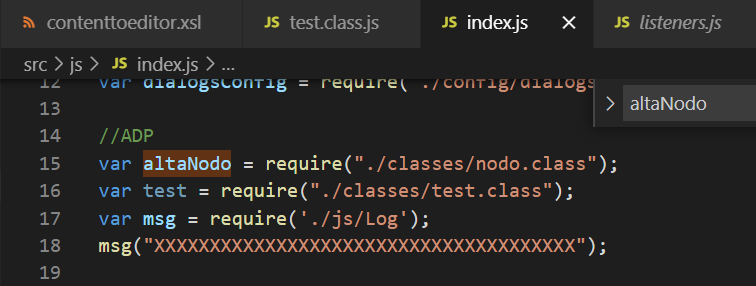 contenttoeditor.xsl JS test.class.js JS index.js × JS listeners.js
src > js > JS index.js > ...
12 var dialogsConfig = require('./config/dialogs
> altaNodo
13
14 //ADP
15 var altaNodo = require("./classes/nodo.class");
16 var test = require("./classes/test.class");
17 var msg = require('./js/Log');
18 msg("XXXXXXXXXXXXXXXXXXXXXXXXXXXXXXXXXXXXXX");
19